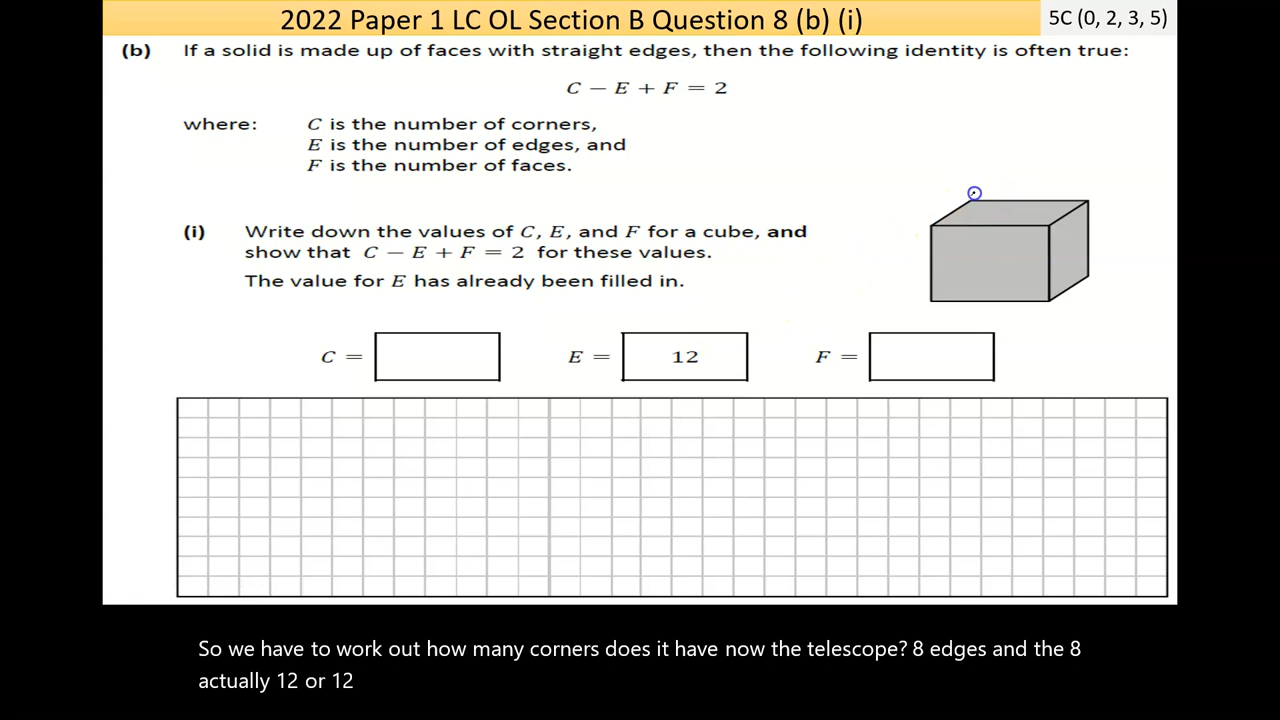 2022 Paper 1 LC OL Section B Question 8 (b) (i)
5C (0, 2, 3, 5)
(b) If a solid is made up of faces with straight edges, then the following identity is often true:
C − E + F = 2
where: C is the number of corners,
E is the number of edges, and
F is the number of faces.
(i) Write down the values of C, E, and F for a cube, and
show that C − E + F = 2 for these values.
The value for E has already been filled in.
C = E = 12 F =
So we have to work out how many corners does it have now the telescope? 8 edges and the 8
actually 12 or 12